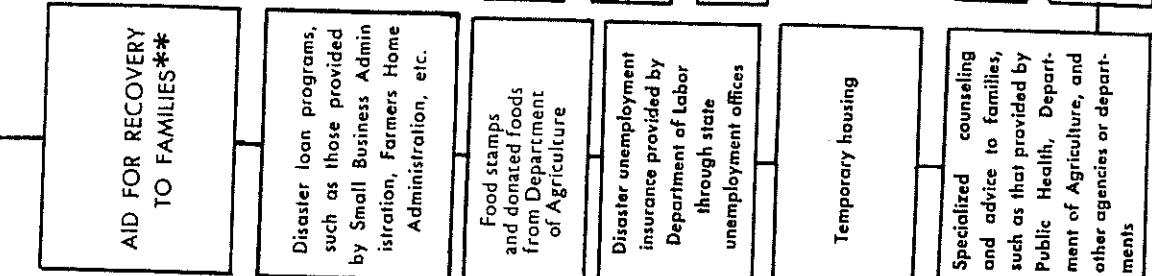 AID FOR RECOVERY
TO FAMILIES**
Disaster loan programs,
such as those provided
by Small Business Admin
istration, Farmers Home
Administration, etc.
Food stamps
and donated foods
from Department
of Agriculture
Disaster unemployment
insurance provided by
Department of Labor
through state
unemployment offices
Temporary housing
Specialized counseling
and advice to families,
such as that provided by
Public Health, Depart-
ment of Agriculture, and
other agencies or depart-
ments